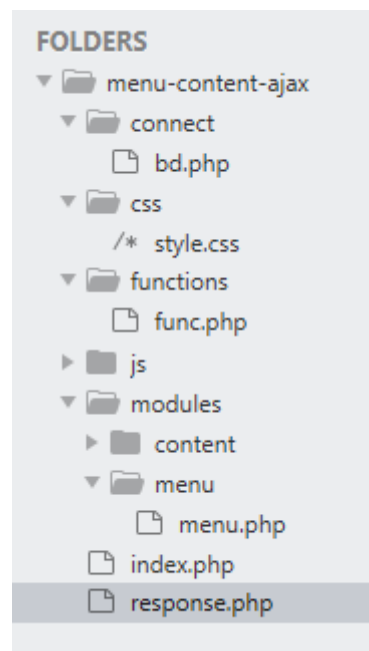 FOLDERS
menu-content-ajax
connect
bd.php
css
/* style.css
functions
func.php
js
modules
content
menu
menu.php
index.php
response.php